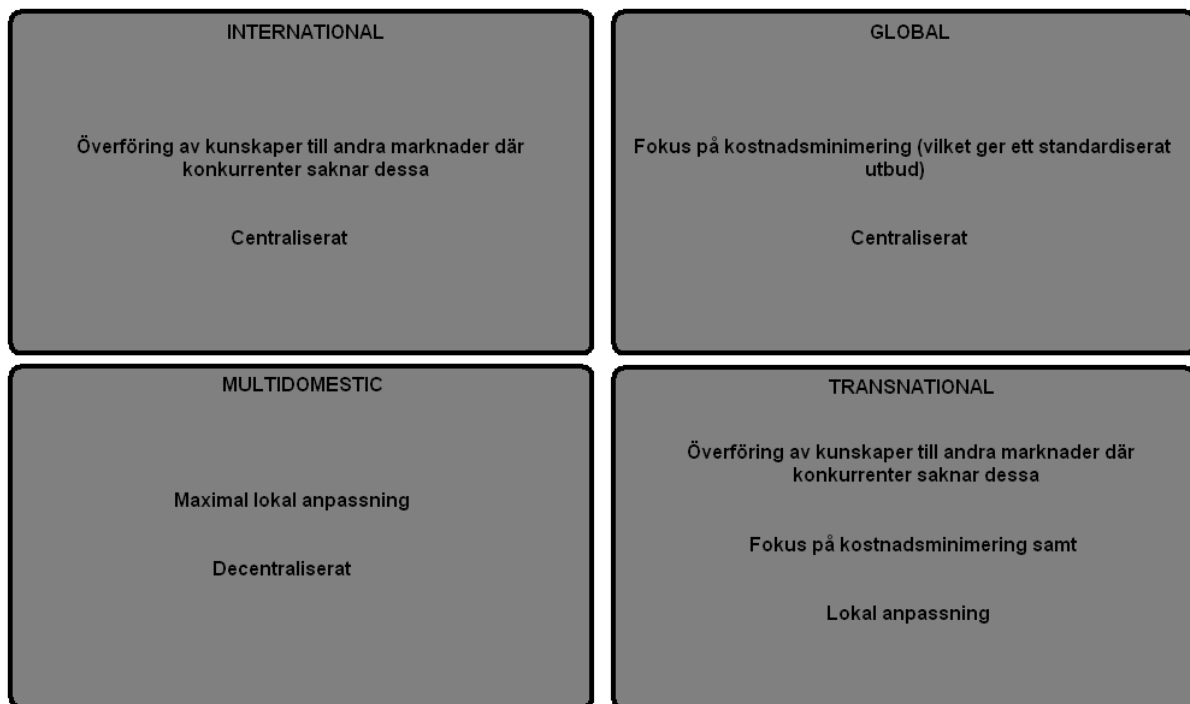 INTERNATIONAL
Överföring av kunskaper till andra marknader där
konkurrenter saknar dessa
Centraliserat
GLOBAL
Fokus på kostnadsminimering (vilket ger ett standardiserat
utbud)
Centraliserat
MULTIDOMESTIC
Maximal lokal anpassning
Decentraliserat
TRANSNATIONAL
Överföring av kunskaper till andra marknader där
konkurrenter saknar dessa
Fokus på kostnadsminimering samt
Lokal anpassning